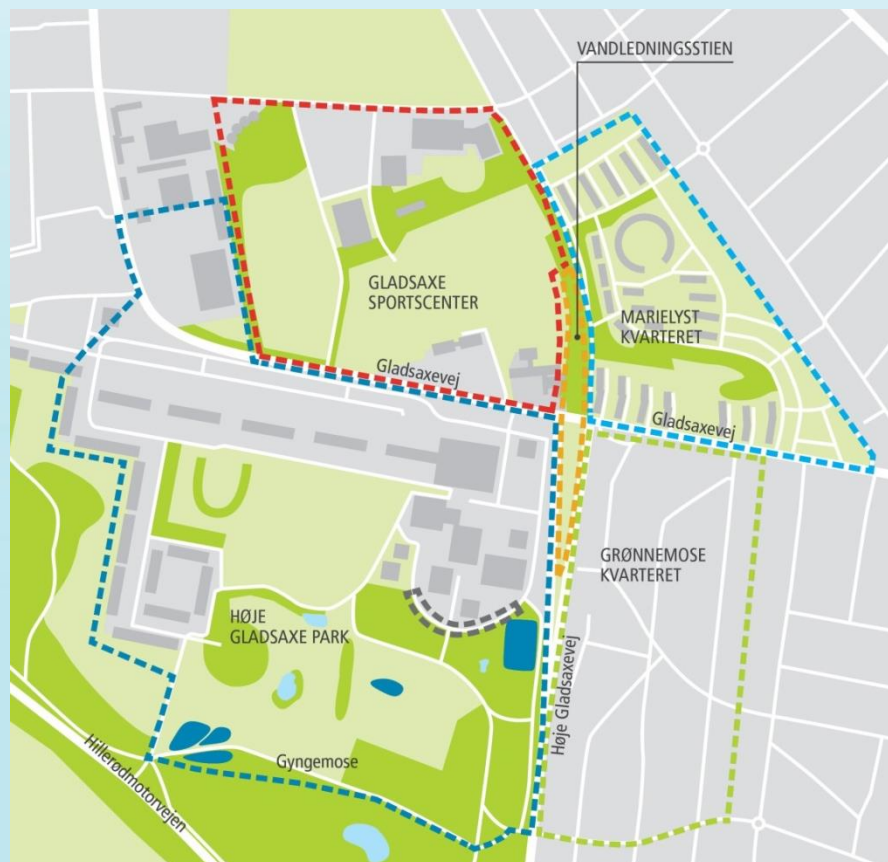 VANDLEDNINGSSTIEN
GLADSAXE
SPORTSCENTER
MARIELYST
KVARTERET
Gladsaxevej
Gladsaxevej
GRØNNEMOSE
KVARTERET
HØJE
GLADSAXE PARK
Høje Gladsaxevej
Hillerødmotorvejen
Gyngemose